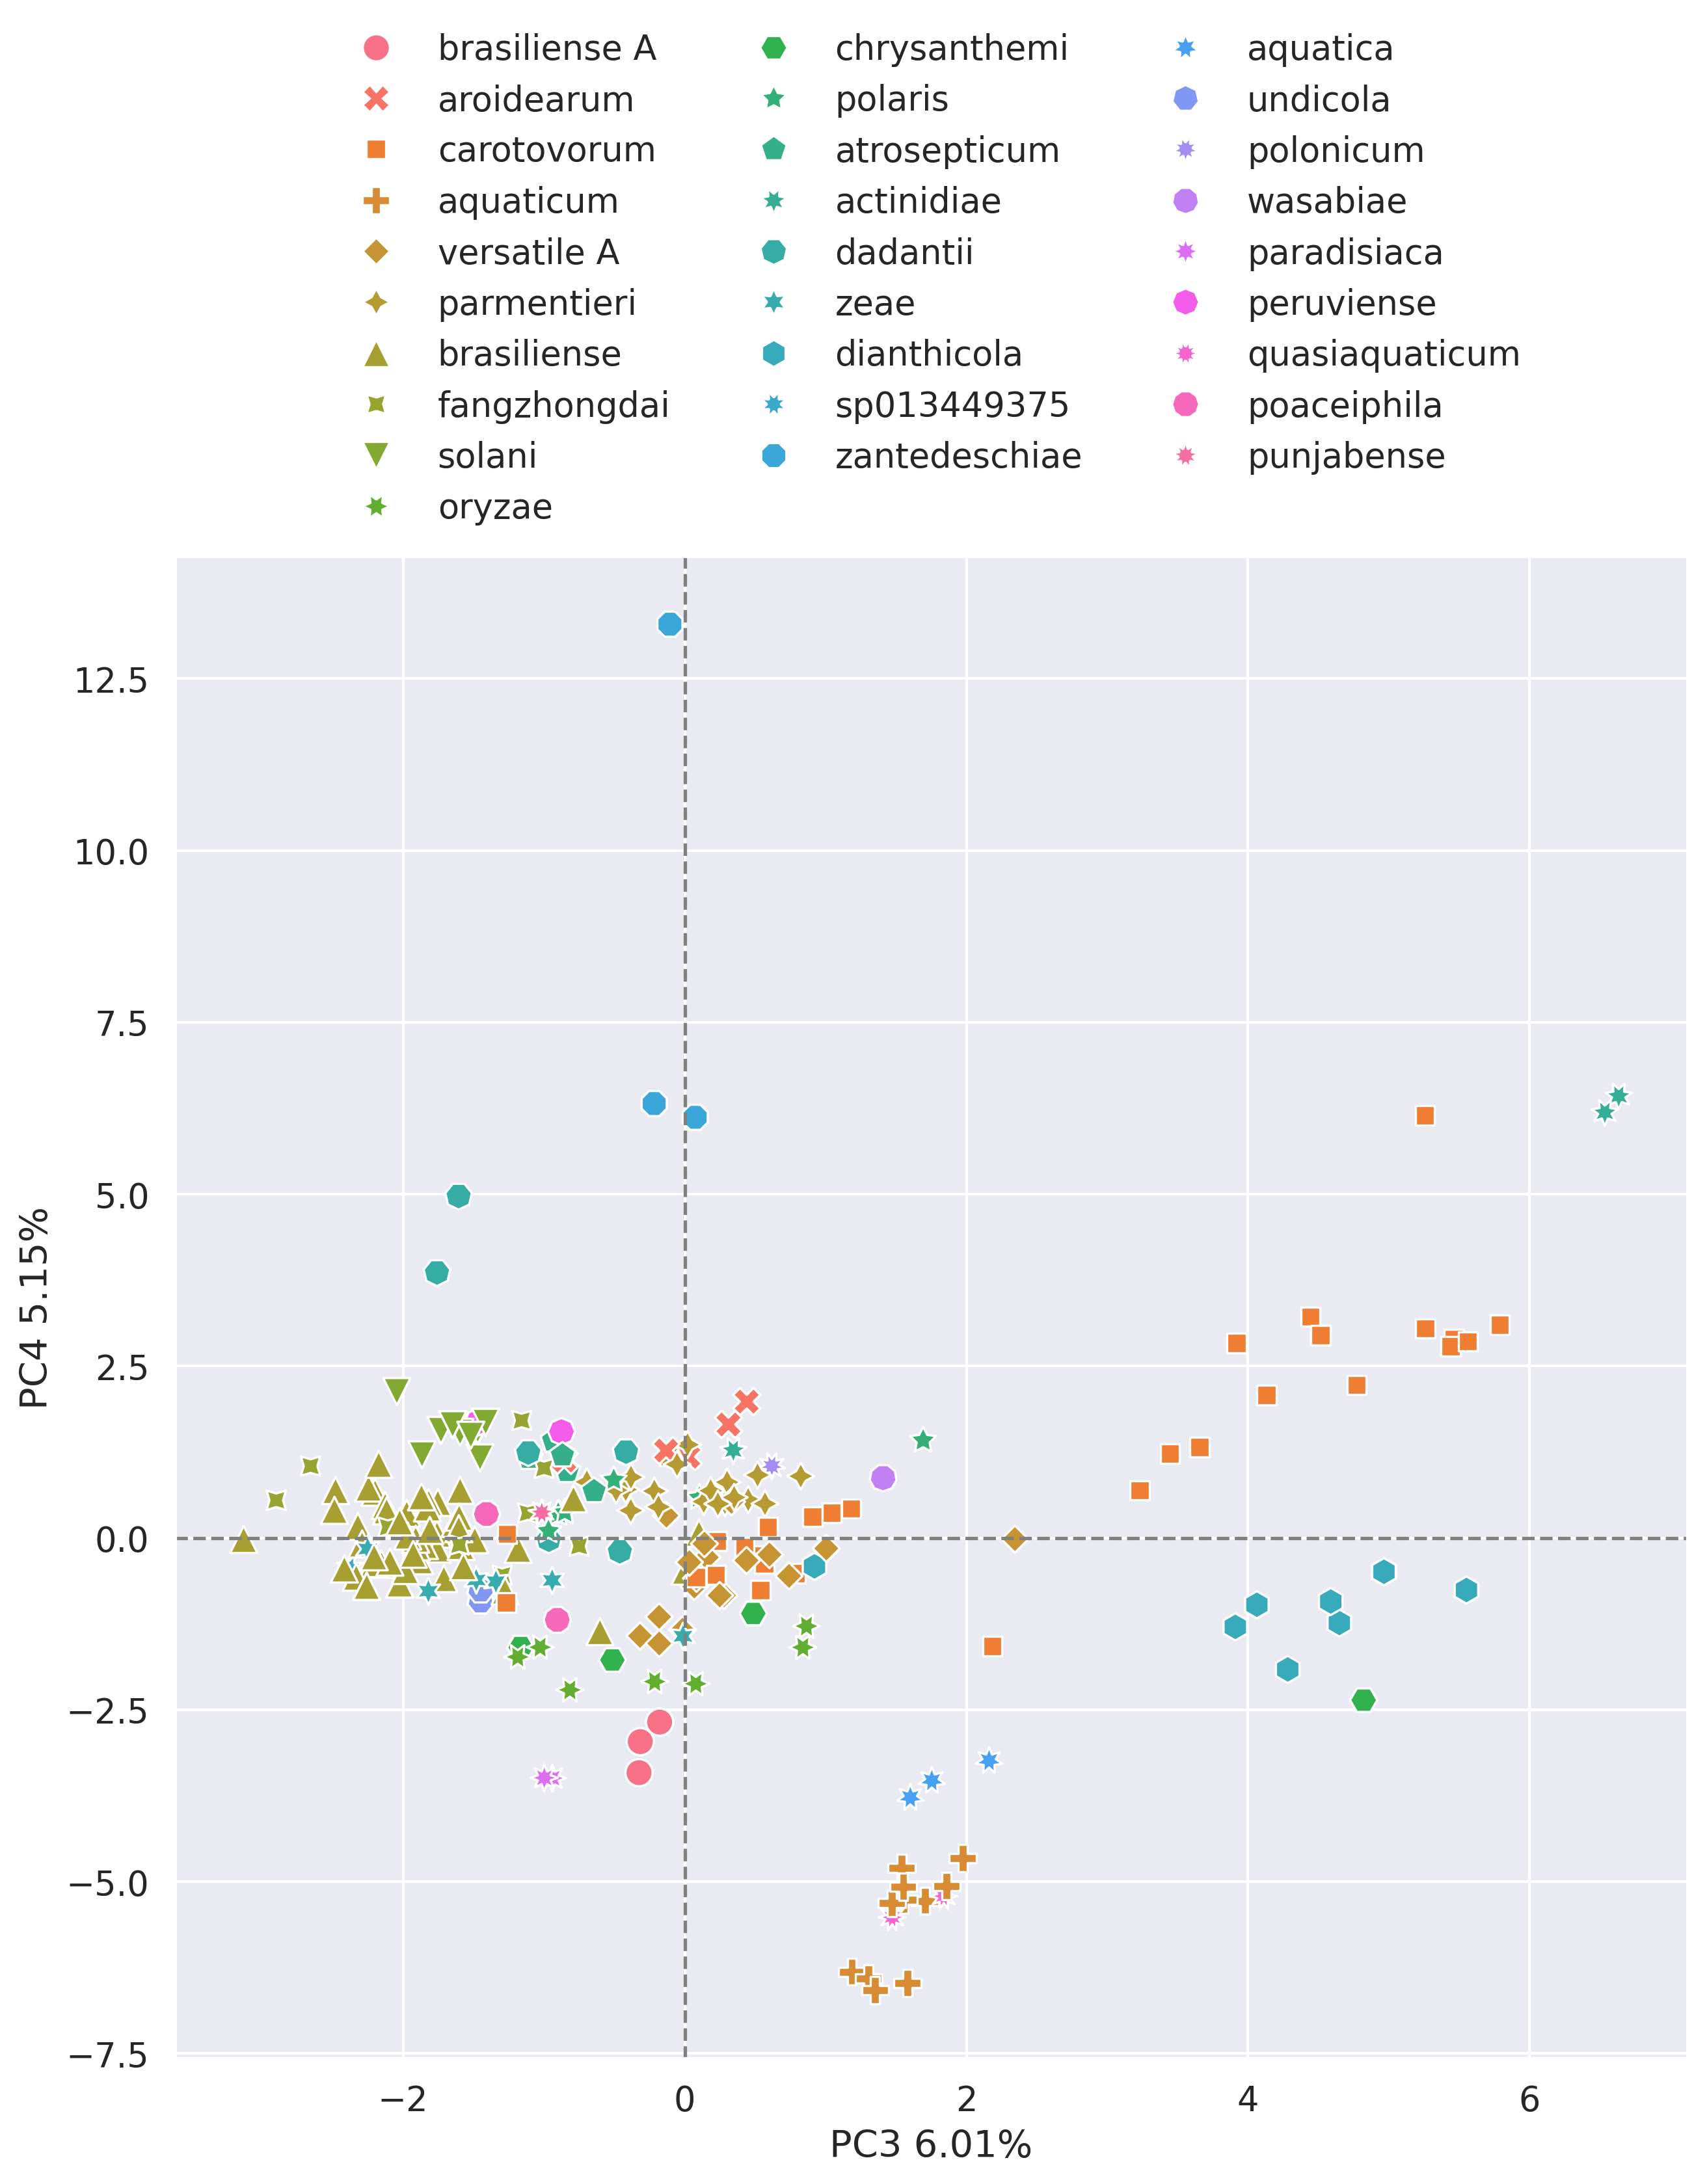 brasiliense A
aroidearum
carotovorum
aquaticum
versatile A
parmentieri
brasiliense
fangzhongdai
solani
oryzae
chrysanthemi
polaris
atrosepticum
actinidiae
dadantii
zeae
dianthicola
sp013449375
zantedeschiae
aquatica
undicola
polonicum
wasabiae
paradisiaca
peruviense
quasiaquaticum
poaceiphila
punjabense
12.5
10.0
7.5
5.0
2.5
0.0
−2.5
−5.0
−7.5
PC4 5.15%
−2
0
2
4
6
PC3 6.01%